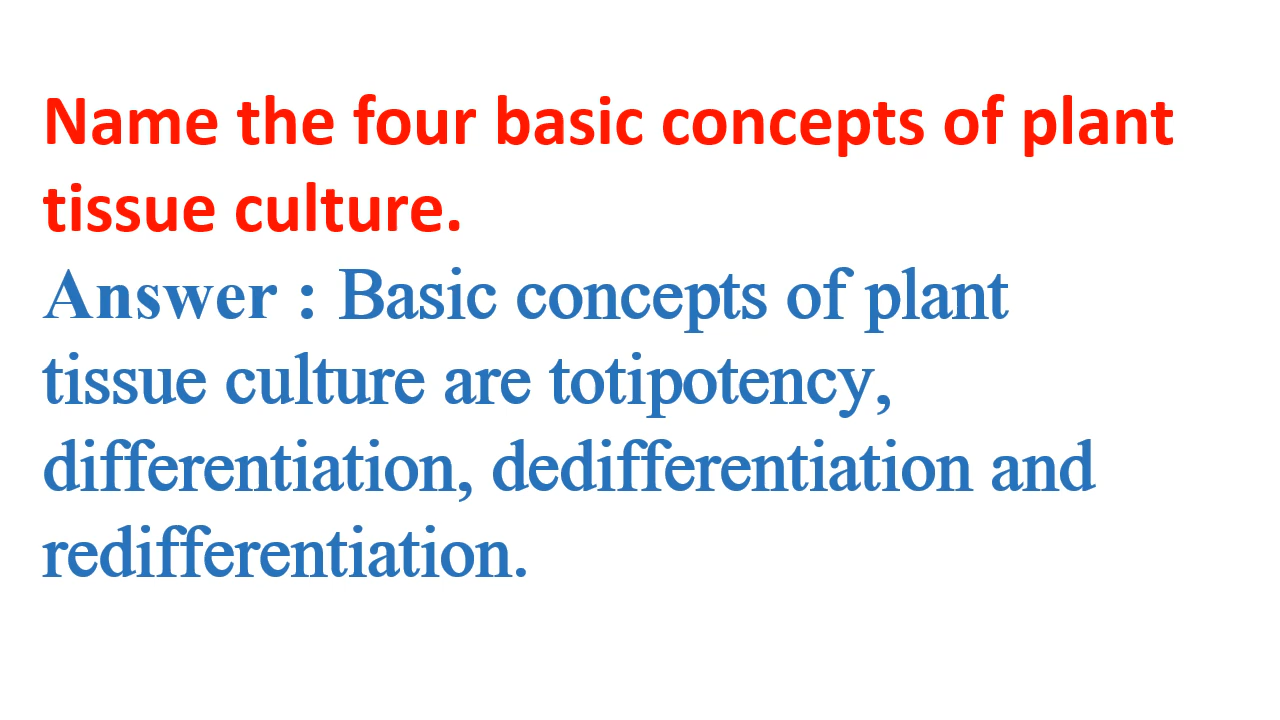 Name the four basic concepts of plant
tissue culture.
Answer : Basic concepts of plant
tissue culture are totipotency,
differentiation, dedifferentiation and
redifferentiation.